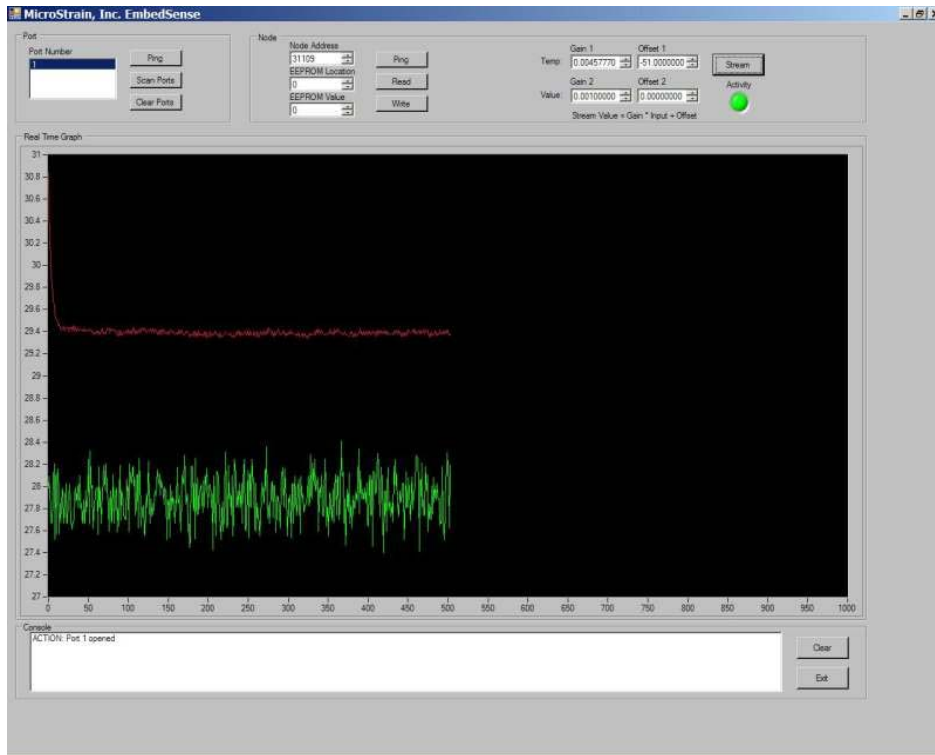 MicroStrain, Inc. EmbedSense
Port
Port Number
1
Ping
Scan Ports
Clear Ports
Node
Node Address
31109
EEPROM Location
0
EEPROM Value
0
Ping
Read
Write
Gain 1 Offset 1
Temp: 0.00457770 -51.0000000
Gain 2 Offset 2
Value: 0.00100000 0.00000000
Stream Value = Gain * Input + Offset
Stream
Activity
Real Time Graph
31
30.8
30.6
30.4
30.2
30
29.8
29.6
29.4
29.2
29
28.8
28.6
28.4
28.2
28
27.8
27.6
27.4
27.2
27
0 50 100 150 200 250 300 350 400 450 500 550 600 650 700 750 800 850 900 950 1000
Console
ACTION: Port 1 opened
Clear
Exit